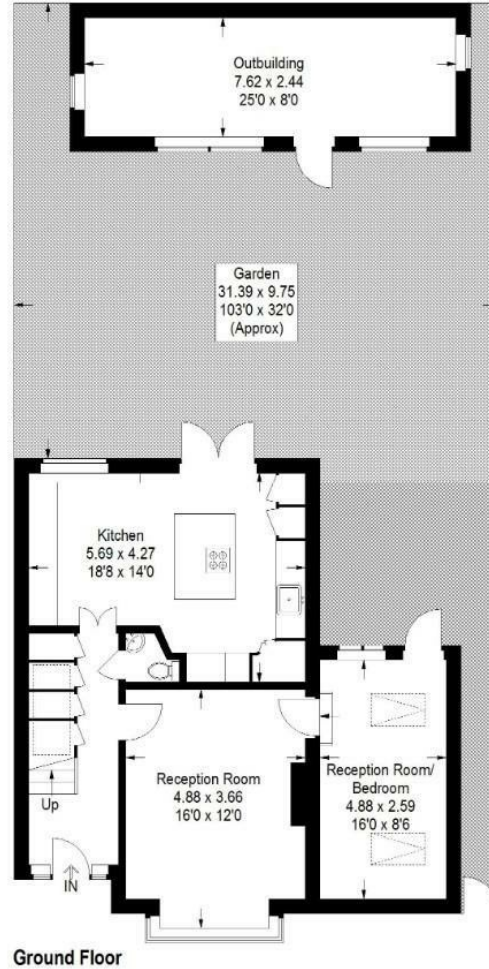 Outbuilding
7.62 x 2.44
25'0 x 8'0
Garden
31.39 x 9.75
103'0 x 32'0
(Approx)
Kitchen
5.69 x 4.27
18'8 x 14'0
Up
IN
Reception Room
4.88 x 3.66
16'0 x 12'0
Reception Room/
Bedroom
4.88 x 2.59
16'0 x 8'6
Ground Floor